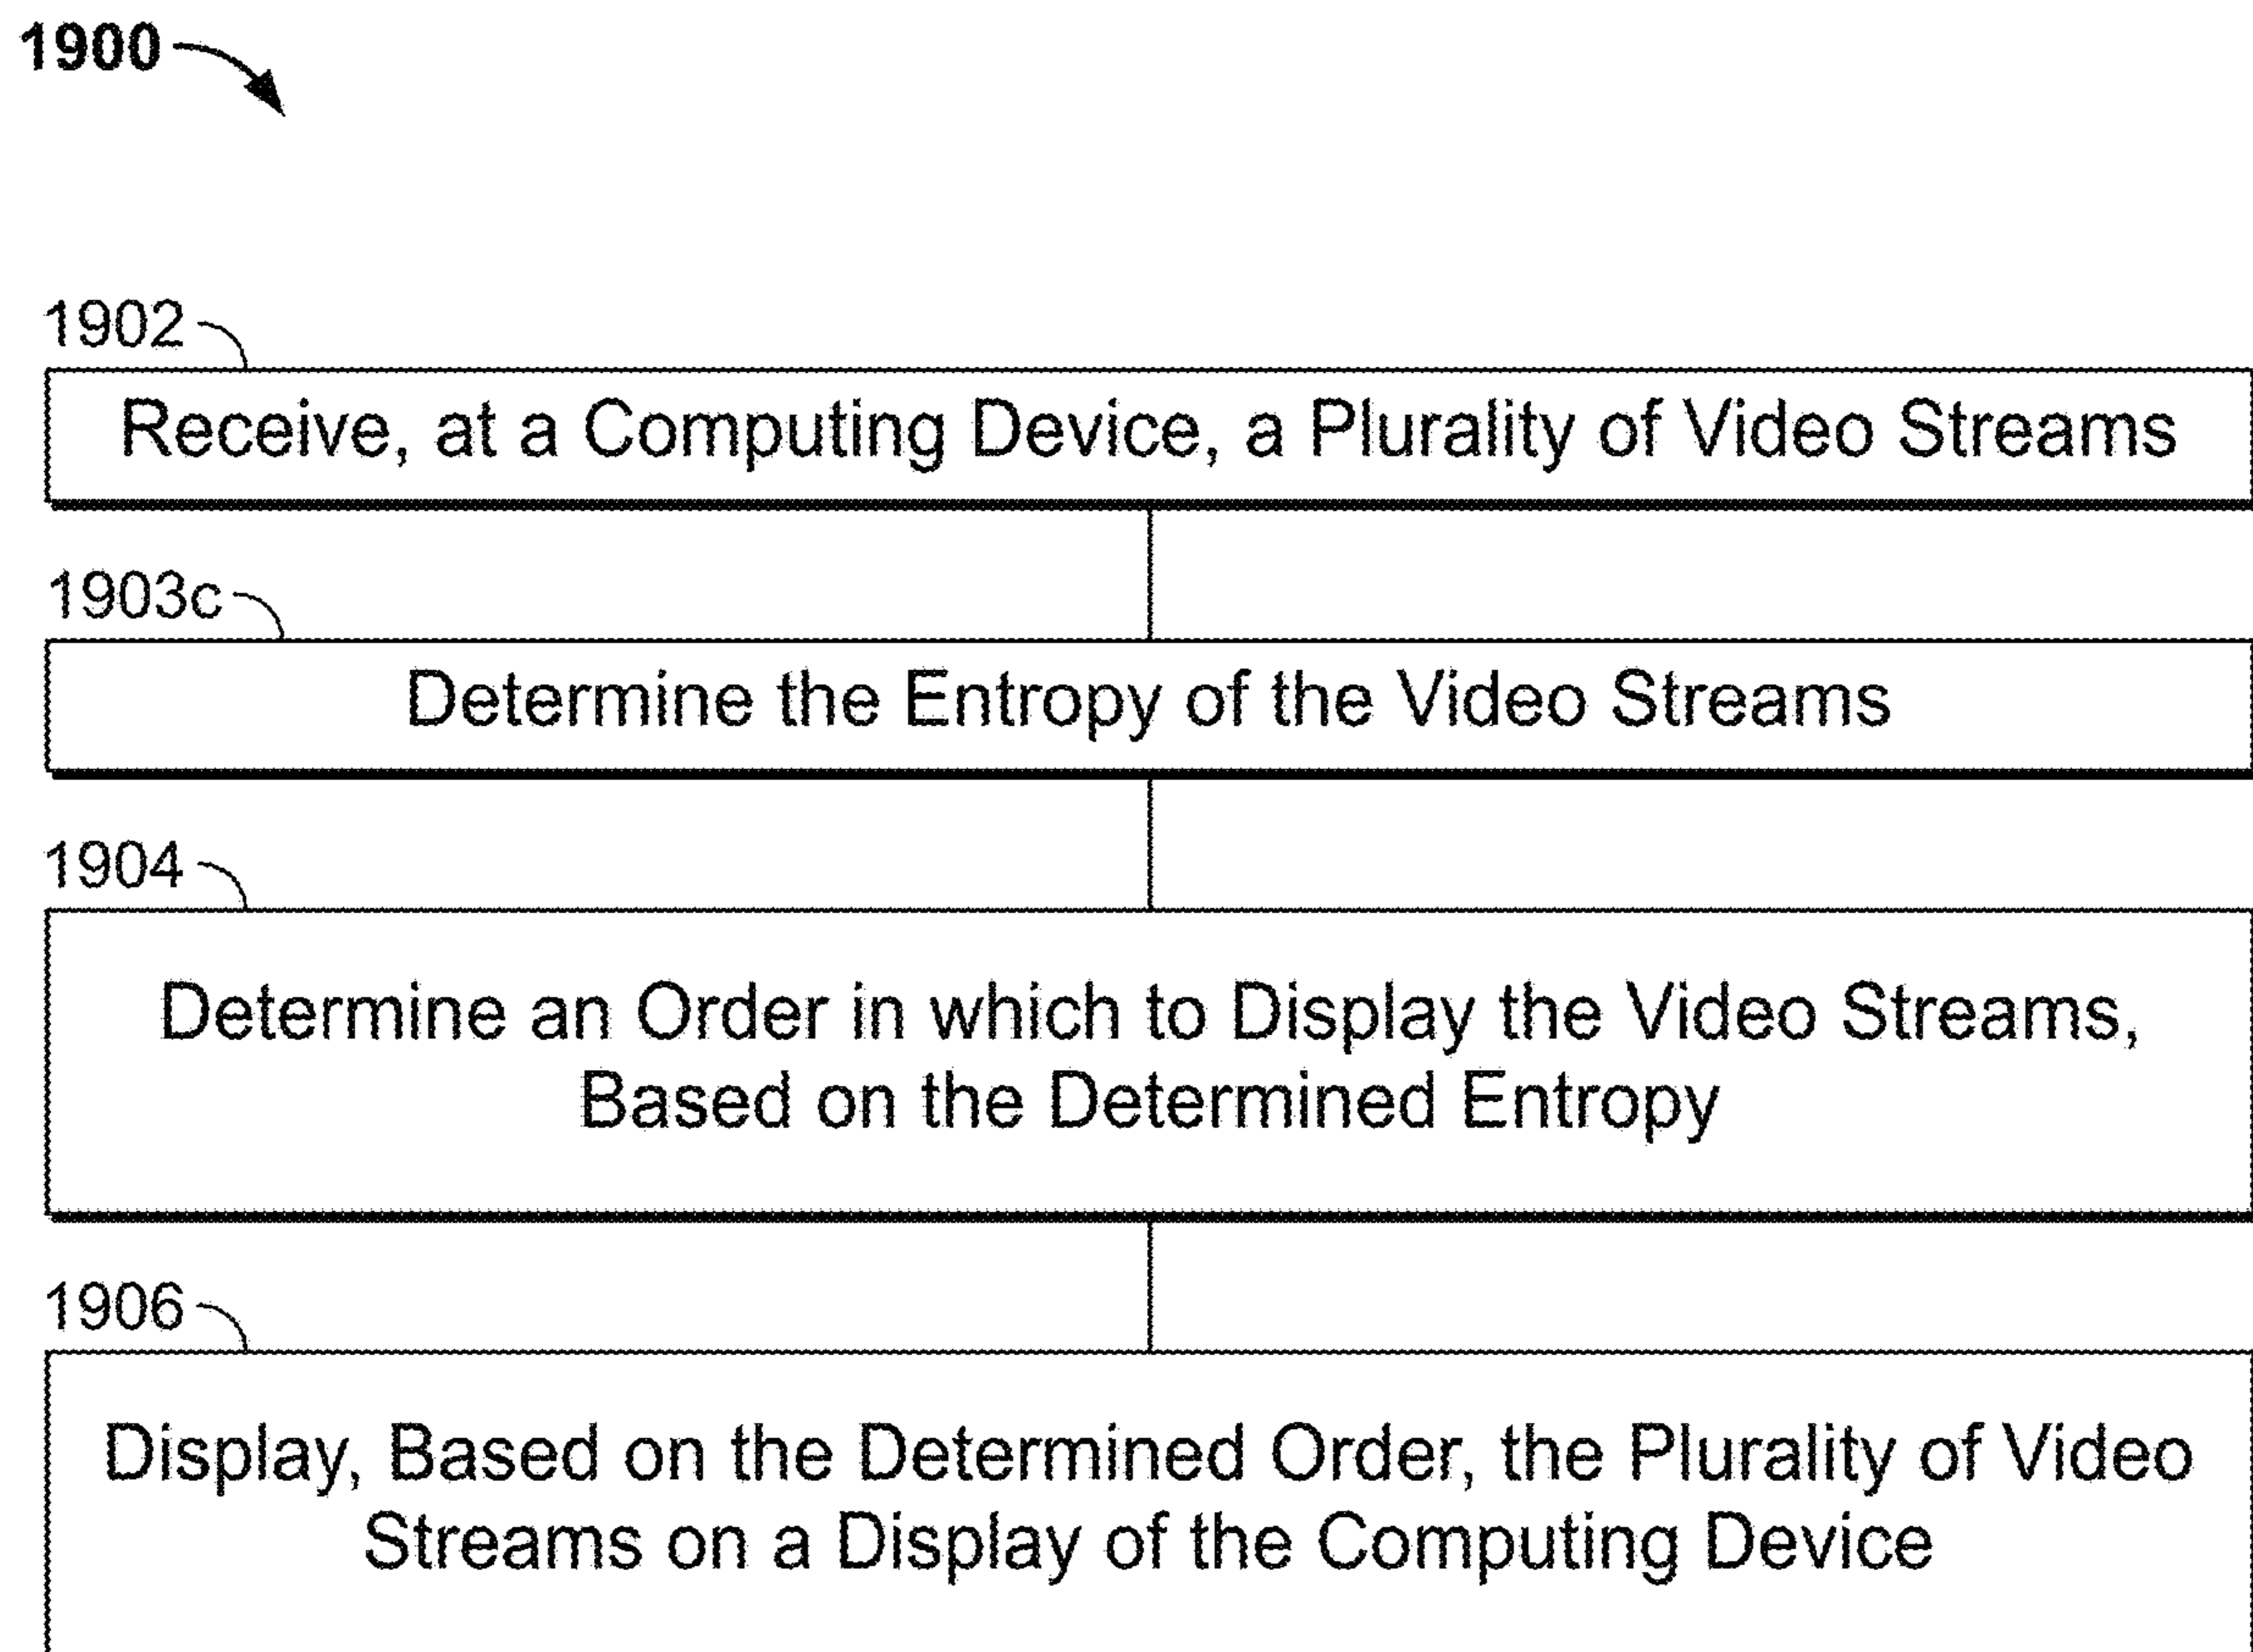 1900
1902
Receive, at a Computing Device, a Plurality of Video Streams
1903c
Determine the Entropy of the Video Streams
1904
Determine an Order in which to Display the Video Streams,
Based on the Determined Entropy
1906
Display, Based on the Determined Order, the Plurality of Video
Streams on a Display of the Computing Device